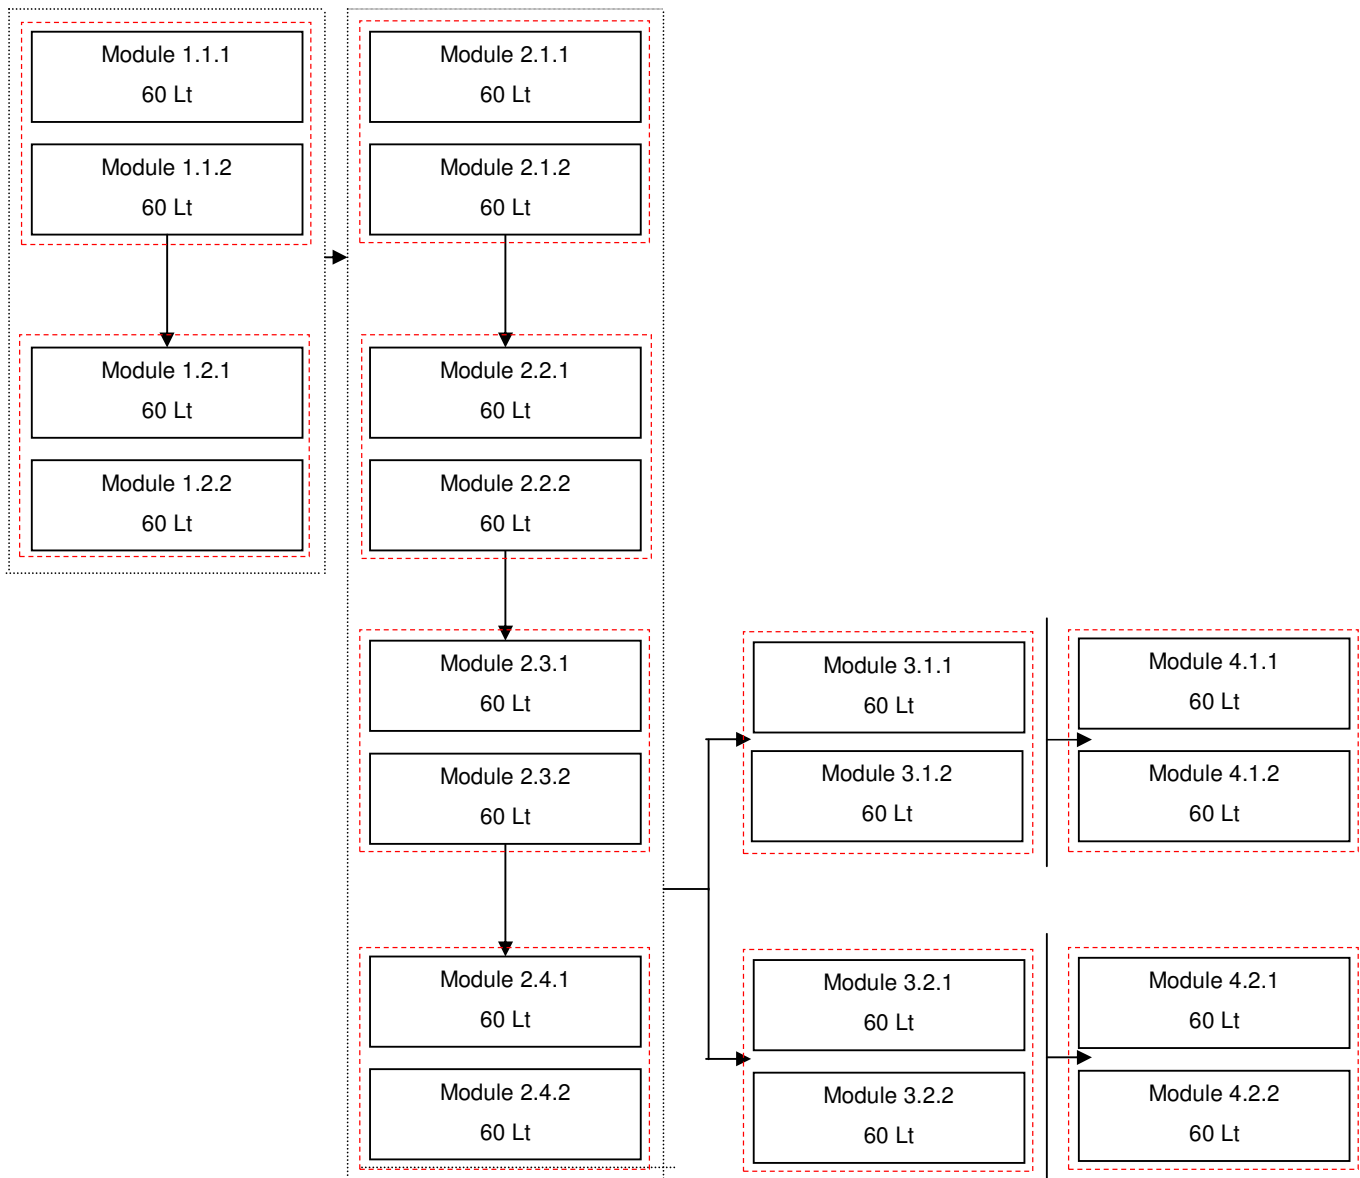 Module 1.1.1
60 Lt
Module 1.1.2
60 Lt
Module 1.2.1
60 Lt
Module 1.2.2
60 Lt
Module 2.1.1
60 Lt
Module 2.1.2
60 Lt
Module 2.2.1
60 Lt
Module 2.2.2
60 Lt
Module 2.3.1
60 Lt
Module 2.3.2
60 Lt
Module 2.4.1
60 Lt
Module 2.4.2
60 Lt
Module 3.1.1
60 Lt
Module 3.1.2
60 Lt
Module 3.2.1
60 Lt
Module 3.2.2
60 Lt
Module 4.1.1
60 Lt
Module 4.1.2
60 Lt
Module 4.2.1
60 Lt
Module 4.2.2
60 Lt